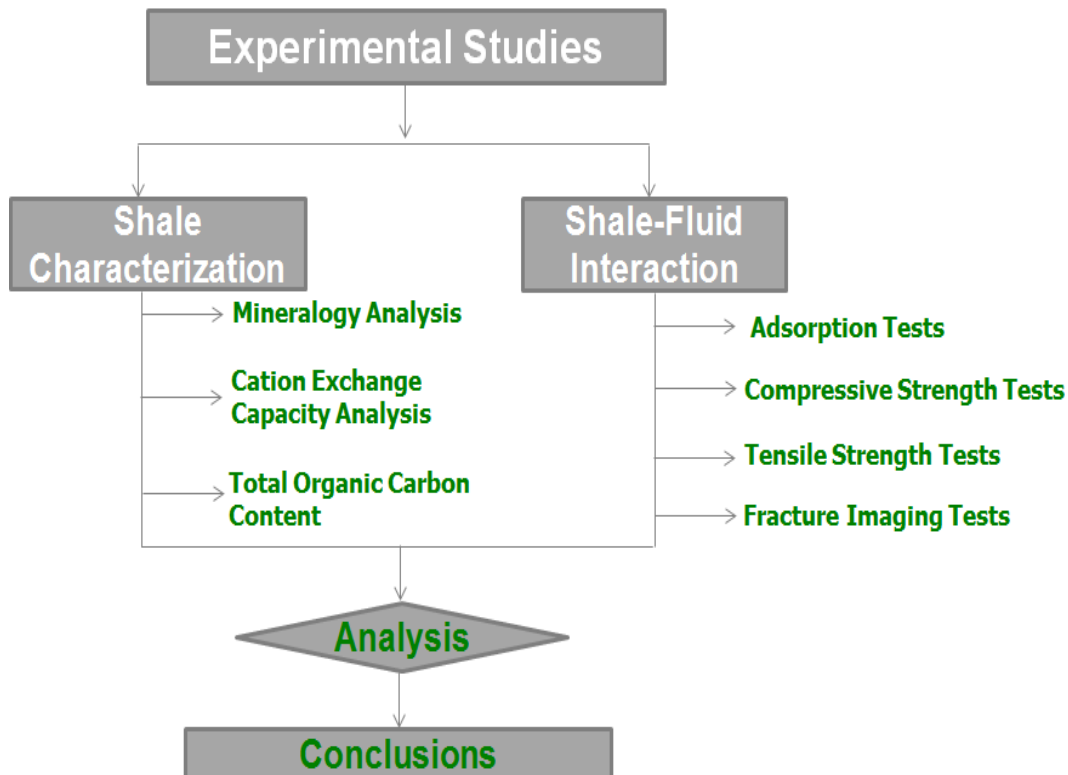 Experimental Studies
Shale
Characterization
Mineralogy Analysis
Cation Exchange
Capacity Analysis
Total Organic Carbon
Content
Shale-Fluid
Interaction
Adsorption Tests
Compressive Strength Tests
Tensile Strength Tests
Fracture Imaging Tests
Analysis
Conclusions